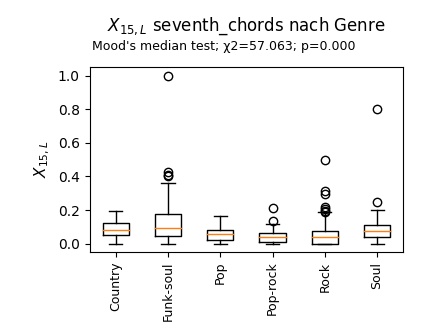 X15,L seventh_chords nach Genre
Mood's median test; χ2=57.063; p=0.000
X15,L
1.0
0.8
0.6
0.4
0.2
0.0
Country
Funk-soul
Pop
Pop-rock
Rock
Soul